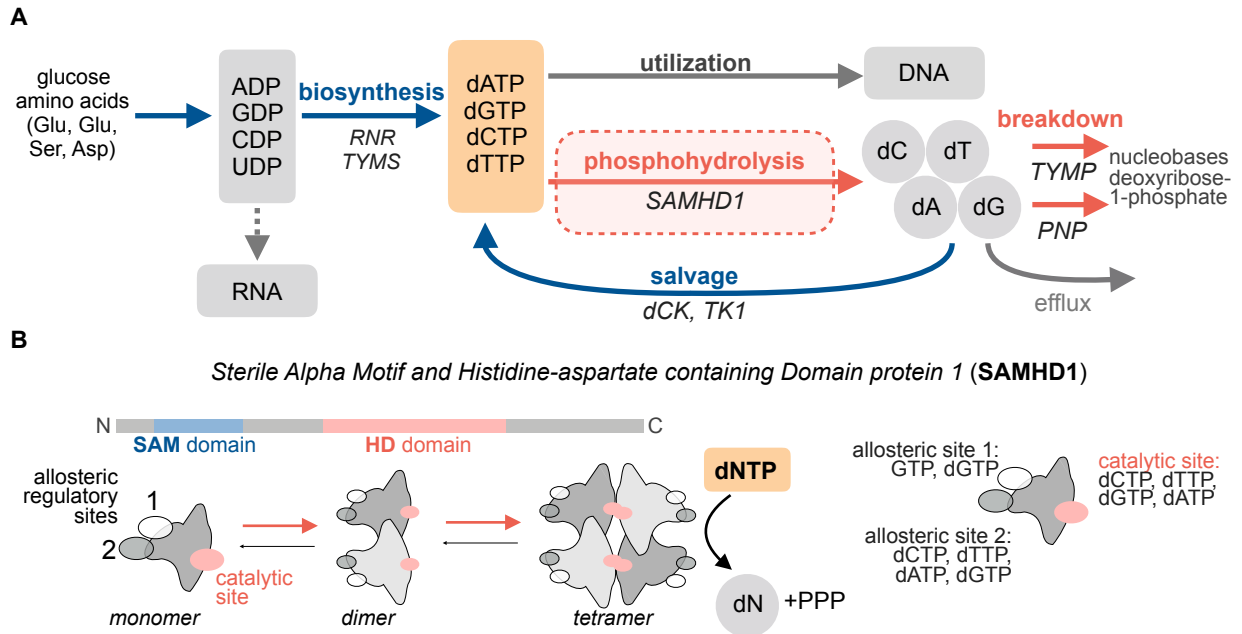 A
glucose
amino acids
(Glu, Glu,
Ser, Asp)
ADP
GDP
CDP
UDP
RNA
biosynthesis
RNR
TYMS
dATP
dGTP
dCTP
dTTP
utilization
DNA
phosphohydrolysis
SAMHD1
salvage
dCK, TK1
dC
dT
dA
dG
breakdown
TYMP
PNP
nucleobases
deoxyribose-
1-phosphate
efflux
B
Sterile Alpha Motif and Histidine-aspartate containing Domain protein 1 (SAMHD1)
N
C
SAM domain
HD domain
allosteric
regulatory
sites
1
2
catalytic
site
monomer
dimer
tetramer
dNTP
dN
+PPP
allosteric site 1:
GTP, dGTP
allosteric site 2:
dCTP, dTTP,
dATP, dGTP
catalytic site:
dCTP, dTTP,
dGTP, dATP